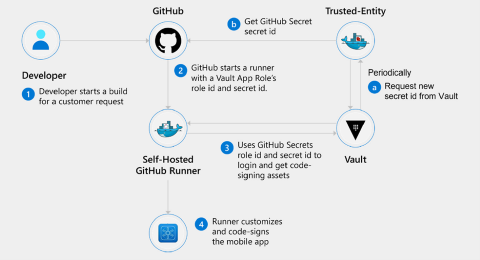 GitHub
Trusted-Entity
b Get GitHub Secret
secret id
Developer
1 Developer starts a build
for a customer request
2 GitHub starts a runner
with a Vault App Role's
role id and secret id.
Periodically
a Request new
secret id from Vault
Self-Hosted
GitHub Runner
3 Uses GitHub Secrets
role id and secret id to
login and get code-
signing assets
Vault
4 Runner customizes
and code-signs
the mobile app